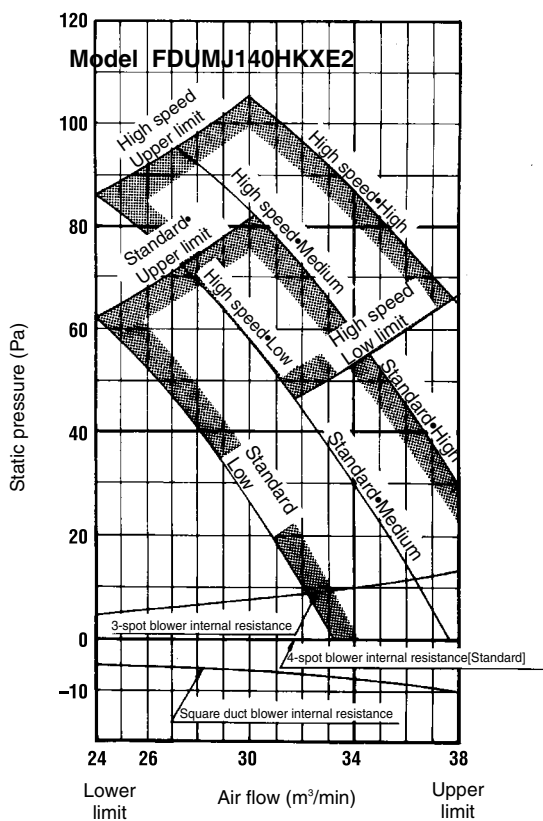 120
Model FDUMJ140HKXE2
100
80
60
40
20
0
−10
Static pressure (Pa)
High speed
Upper limit
High speed•High
High speed•Medium
Standard•
Upper limit
High speed•Low
High speed
Low limit
Standard•High
Standard
Low
Standard•Medium
3-spot blower internal resistance
4-spot blower internal resistance[Standard]
Square duct blower internal resistance
24 26 30 34 38
Lower
limit
Air flow (m³/min)
Upper
limit